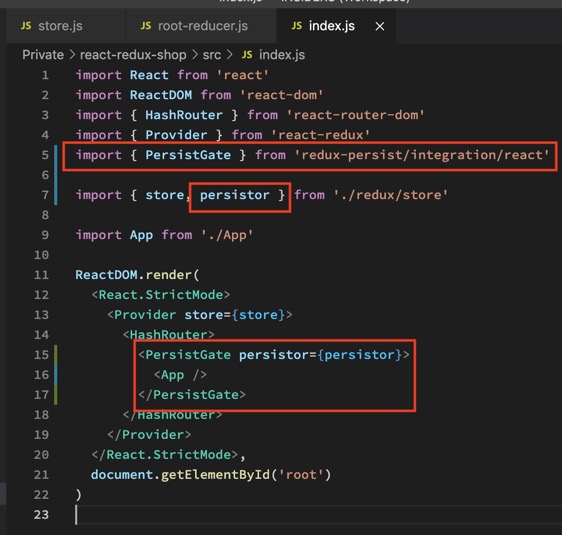 JS store.js JS root-reducer.js JS index.js ×
Private > react-redux-shop > src > JS index.js
1 import React from 'react'
2 import ReactDOM from 'react-dom'
3 import { HashRouter } from 'react-router-dom'
4 import { Provider } from 'react-redux'
5 import { PersistGate } from 'redux-persist/integration/react'
6
7 import { store, persistor } from './redux/store'
8
9 import App from './App'
10
11 ReactDOM.render(
12 <React.StrictMode>
13 <Provider store={store}>
14 <HashRouter>
15 <PersistGate persistor={persistor}>
16 <App />
17 </PersistGate>
18 </HashRouter>
19 </Provider>
20 </React.StrictMode>,
21 document.getElementById('root')
22 )
23